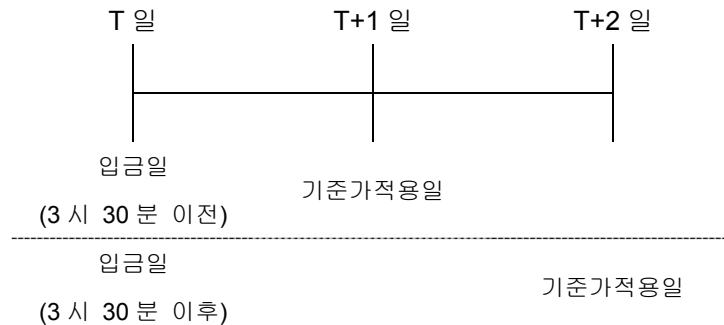 T 일 T+1 일 T+2 일
입금일
(3 시 30 분 이전)
기준가적용일
입금일
(3 시 30 분 이후)
기준가적용일